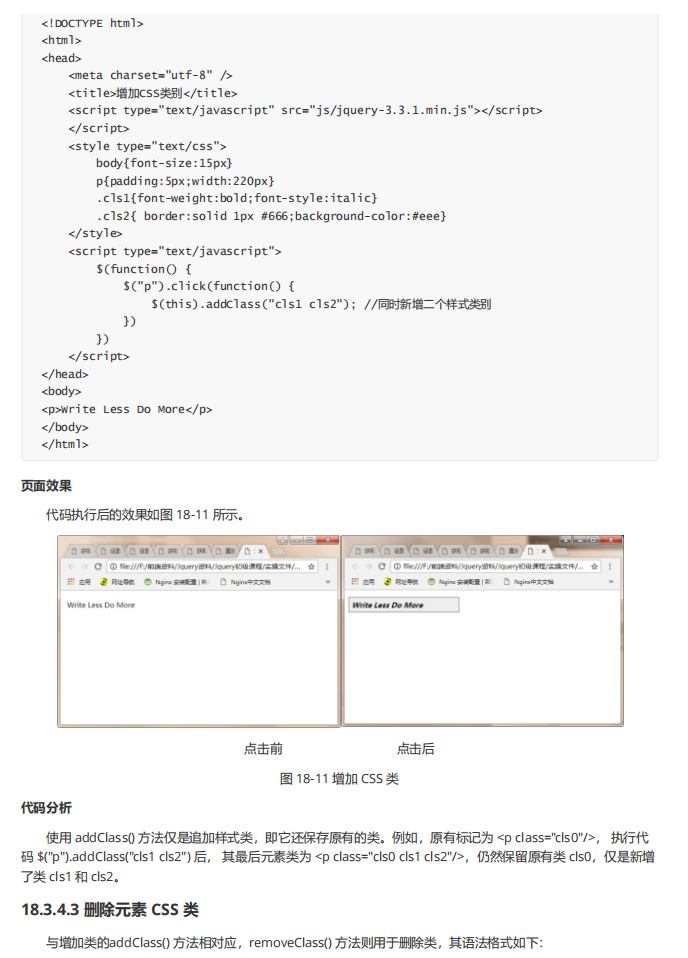 <!DOCTYPE html>
<html>
<head>
    <meta charset="utf-8" />
    <title>增加CSS类别</title>
    <script type="text/javascript" src="js/jquery-3.3.1.min.js"></script>
    </script>
    <style type="text/css">
        body{font-size:15px}
        p{padding:5px;width:220px}
        .cls1{font-weight:bold;font-style:italic}
        .cls2{ border:solid 1px #666;background-color:#eee}
    </style>
    <script type="text/javascript">
        $(function() {
            $("p").click(function() {
                $(this).addClass("cls1 cls2"); //同时新增二个样式类别
            })
        })
    </script>
</head>
<body>
<p>Write Less Do More</p>
</body>
</html>
页面效果
代码执行后的效果如图 18-11 所示。
file:///F:/前端资料/Jquery资料/Jquery初级课程/实操文件/...
应用 网址导航 Nginx 安装配置 Nginx中文文档 »
Write Less Do More
file:///F:/前端资料/Jquery资料/Jquery初级课程/实操文件/...
应用 网址导航 Nginx 安装配置 Nginx中文文档 »
Write Less Do More
点击前 点击后
图 18-11 增加 CSS 类
代码分析
使用 addClass() 方法仅是追加样式类，即它还保存原有的类。例如，原有标记为 <p class="cls0"/>， 执行代
码 $("p").addClass("cls1 cls2") 后， 其最后元素类为 <p class="cls0 cls1 cls2"/>，仍然保留原有类 cls0，仅是新增
了类 cls1 和 cls2。
18.3.4.3 删除元素 CSS 类
与增加类的addClass() 方法相对应，removeClass() 方法则用于删除类，其语法格式如下：